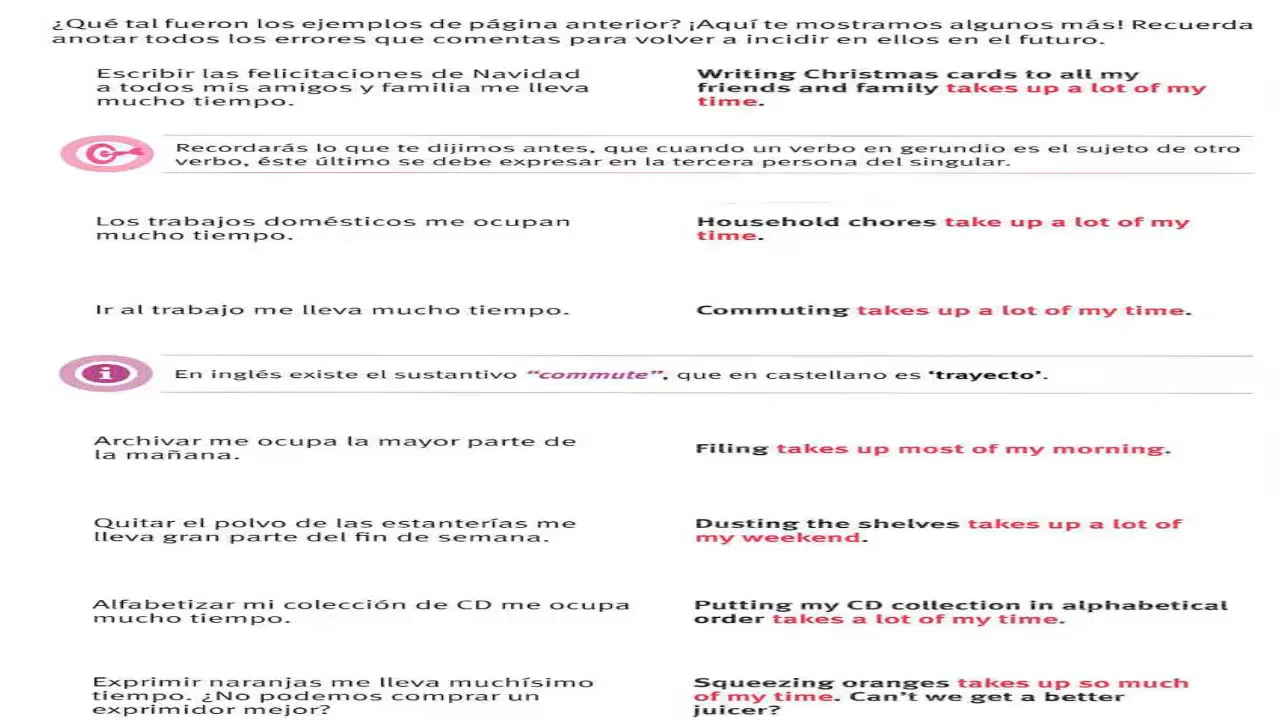 ¿Qué tal fueron los ejemplos de página anterior? ¡Aquí te mostramos algunos más! Recuerda
anotar todos los errores que comentas para volver a incidir en ellos en el futuro.
Escribir las felicitaciones de Navidad
a todos mis amigos y familia me lleva
mucho tiempo.
Writing Christmas cards to all my
friends and family takes up a lot of my
time.
Recordarás lo que te dijimos antes, que cuando un verbo en gerundio es el sujeto de otro
verbo, éste último se debe expresar en la tercera persona del singular.
Los trabajos domésticos me ocupan
mucho tiempo.
Household chores take up a lot of my
time.
Ir al trabajo me lleva mucho tiempo.
Commuting takes up a lot of my time.
En inglés existe el sustantivo “commute”, que en castellano es ‘trayecto’.
Archivar me ocupa la mayor parte de
la mañana.
Filing takes up most of my morning.
Quitar el polvo de las estanterías me
lleva gran parte del fin de semana.
Dusting the shelves takes up a lot of
my weekend.
Alfabetizar mi colección de CD me ocupa
mucho tiempo.
Putting my CD collection in alphabetical
order takes a lot of my time.
Exprimir naranjas me lleva muchísimo
tiempo. ¿No podemos comprar un
exprimidor mejor?
Squeezing oranges takes up so much
of my time. Can’t we get a better
juicer?